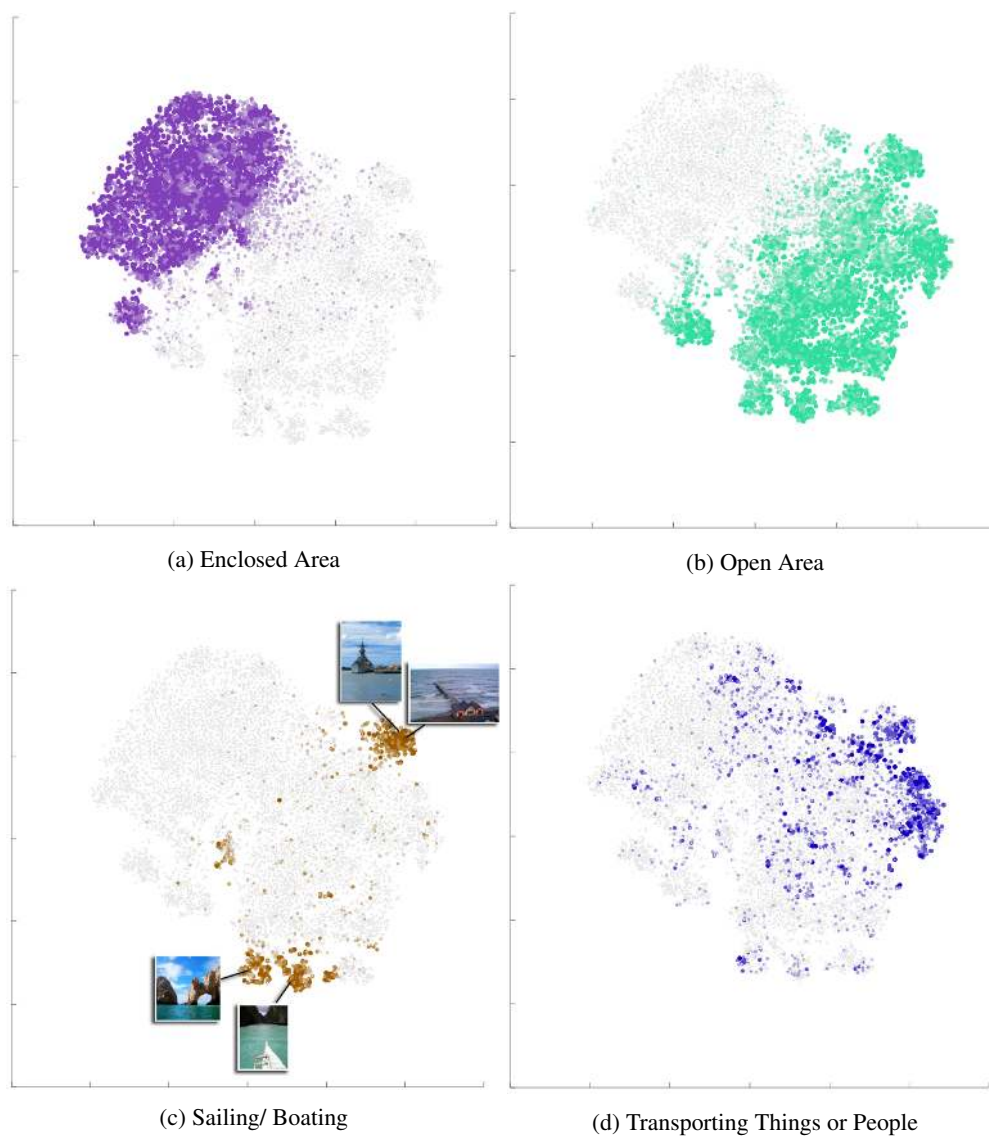 (a) Enclosed Area
(b) Open Area
(c) Sailing/ Boating
(d) Transporting Things or People